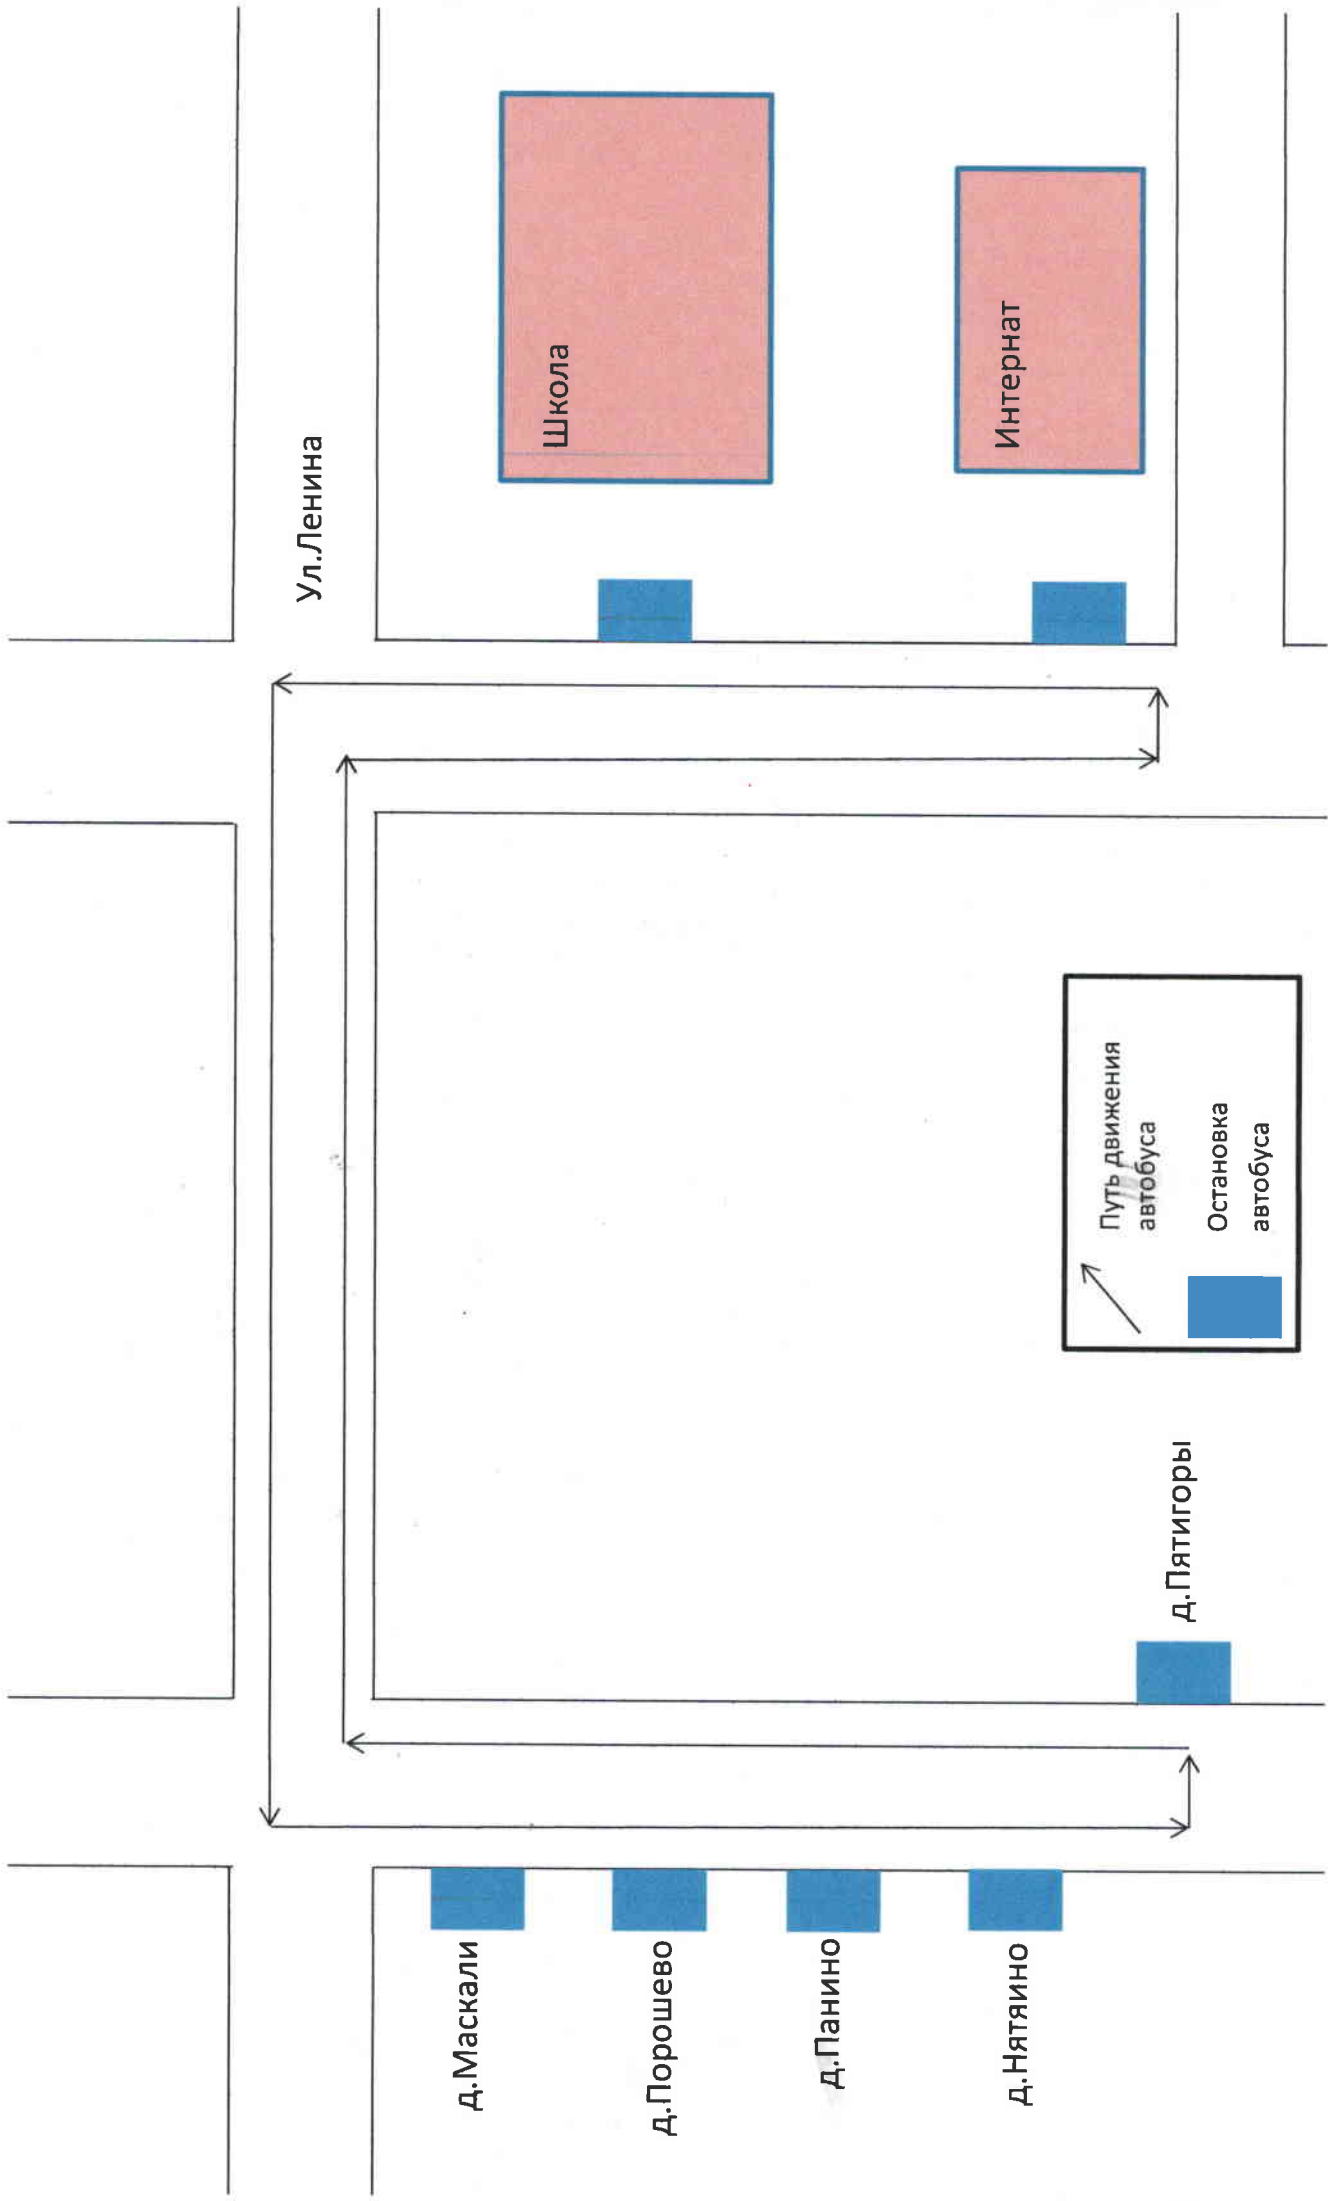 Ул.Ленина
Школа
Интернат
д.Маскали
д.Порошево
д.Панино
д.Нятяино
д.Пятигоры
Путь движения
автобуса
Остановка
автобуса